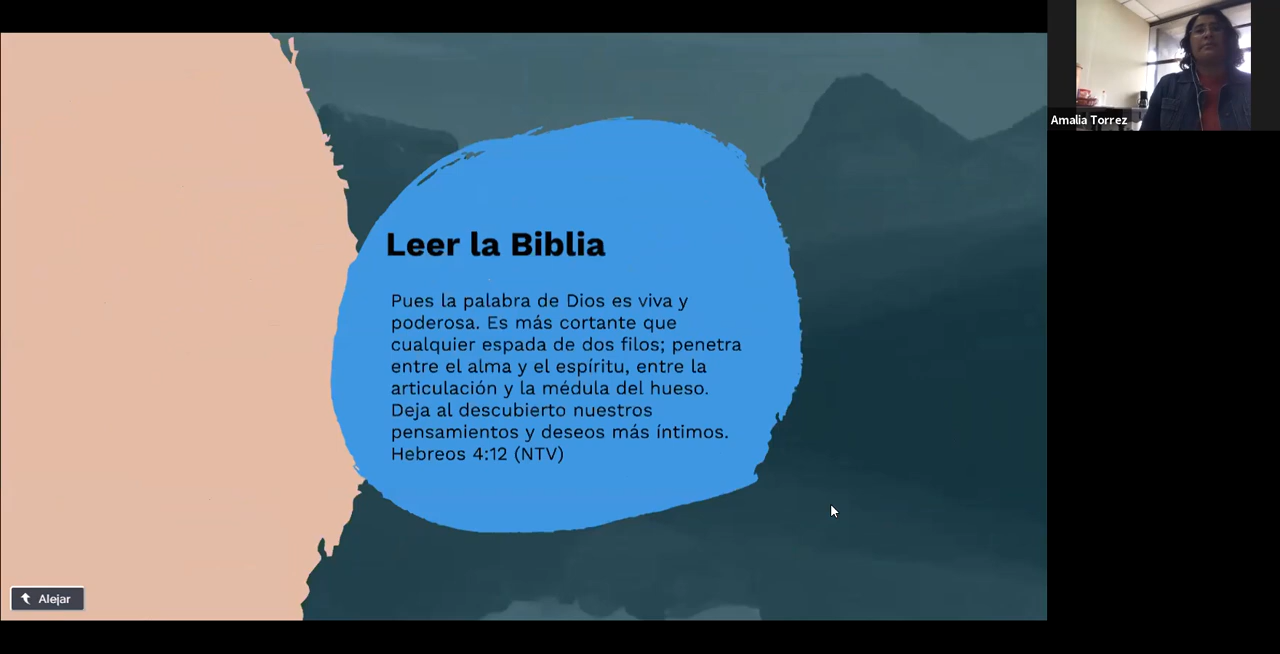 Leer la Biblia
Pues la palabra de Dios es viva y
poderosa. Es más cortante que
cualquier espada de dos filos; penetra
entre el alma y el espíritu, entre la
articulación y la médula del hueso.
Deja al descubierto nuestros
pensamientos y deseos más íntimos.
Hebreos 4:12 (NTV)
Alejar
Amalia Torrez